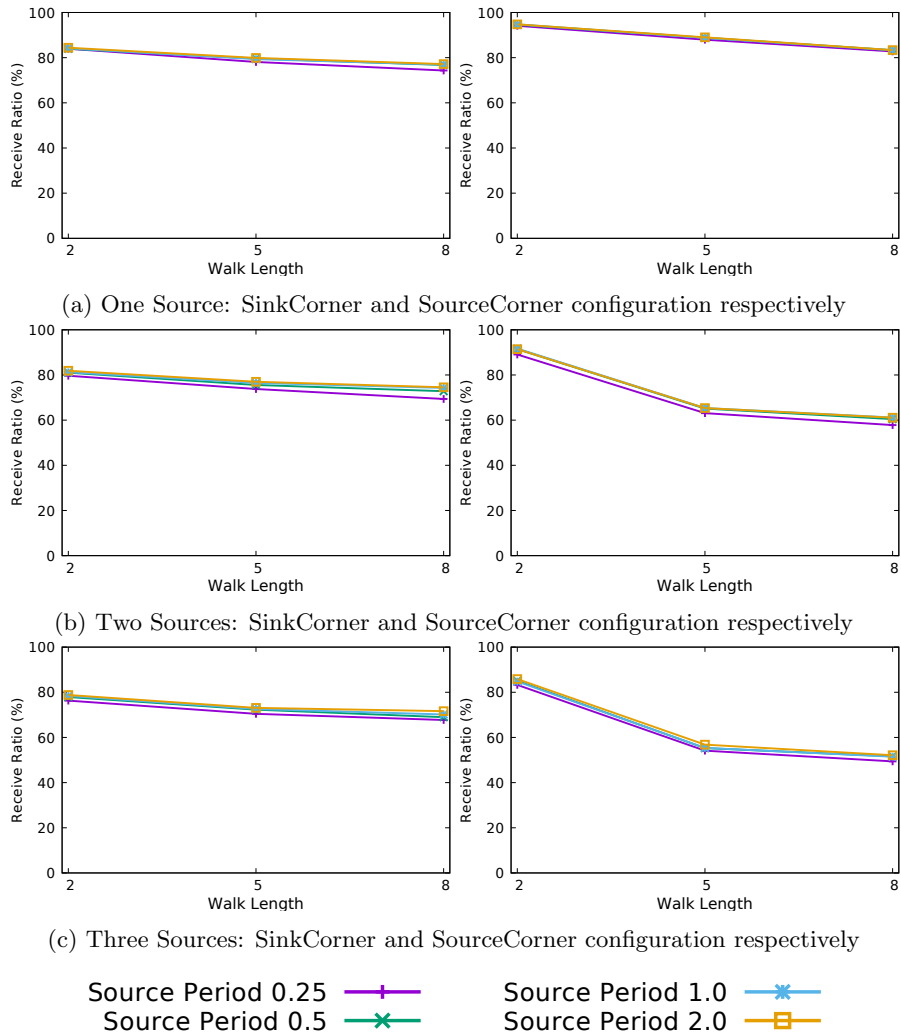 100
80
60
40
20
0
Receive Ratio (%)
2 5 8
Walk Length
100
80
60
40
20
0
Receive Ratio (%)
2 5 8
Walk Length
(a) One Source: SinkCorner and SourceCorner configuration respectively
100
80
60
40
20
0
Receive Ratio (%)
2 5 8
Walk Length
100
80
60
40
20
0
Receive Ratio (%)
2 5 8
Walk Length
(b) Two Sources: SinkCorner and SourceCorner configuration respectively
100
80
60
40
20
0
Receive Ratio (%)
2 5 8
Walk Length
100
80
60
40
20
0
Receive Ratio (%)
2 5 8
Walk Length
(c) Three Sources: SinkCorner and SourceCorner configuration respectively
Source Period 0.25
Source Period 0.5
Source Period 1.0
Source Period 2.0